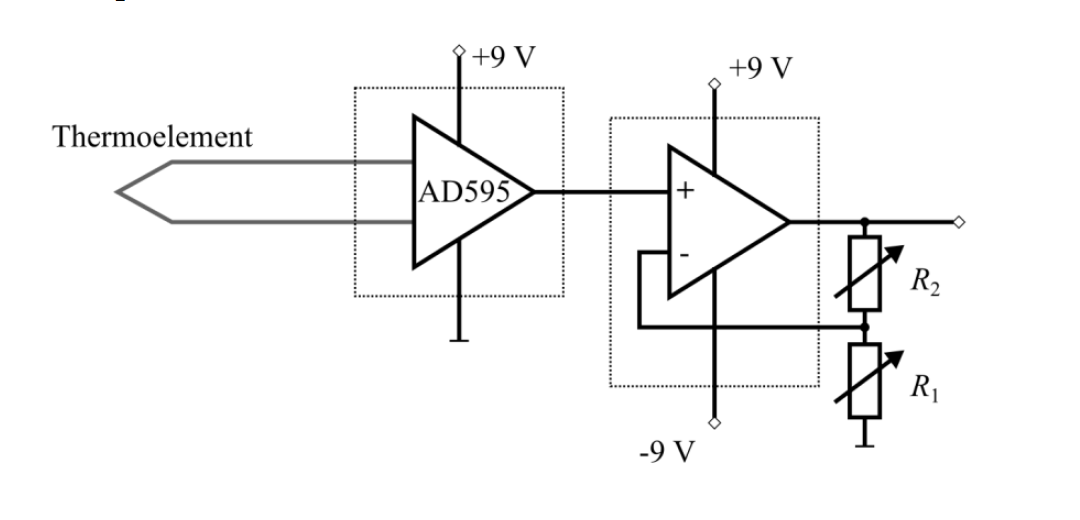 +9 V
+9 V
Thermoelement
AD595
+
-
R2
R1
-9 V